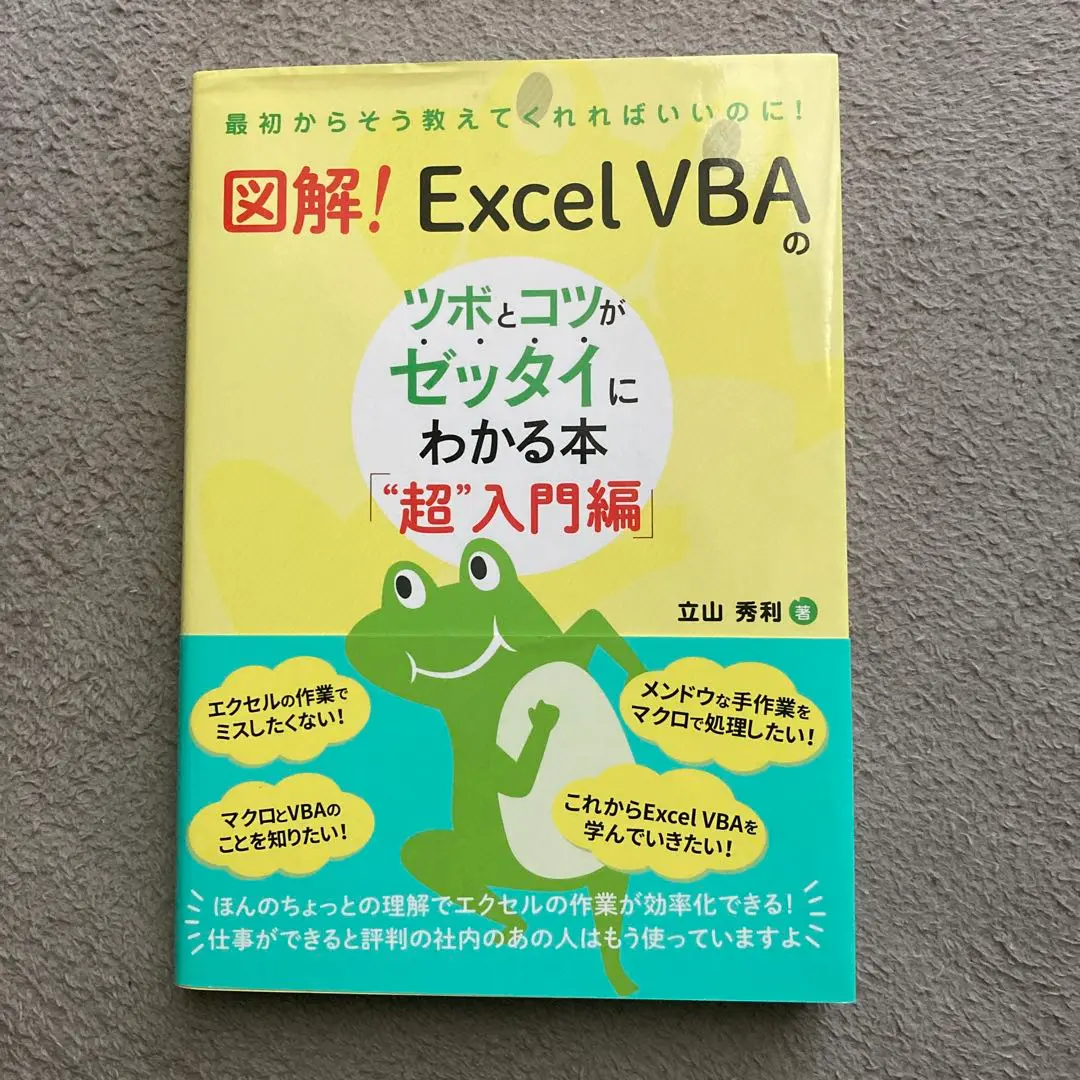 最初からそう教えてくれればいいのに!
図解! Excel VBAの
ツボとコツが
ゼッタイに
わかる本
「“超”入門編」
立山 秀利 著
エクセルの作業で
ミスしたくない!
メンドウな手作業を
マクロで処理したい!
マクロとVBAの
ことを知りたい!
これからExcel VBAを
学んでいきたい!
ほんのちょっとの理解でエクセルの作業が効率化できる!
仕事ができると評判の社内のあの人はもう使っていますよ